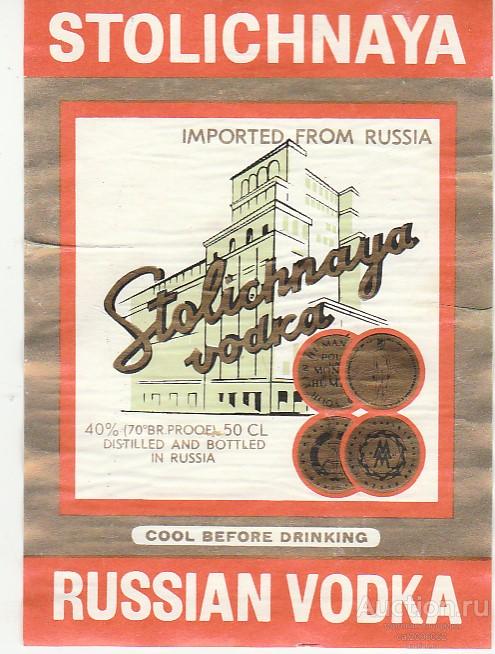 STOLICHNAYA
IMPORTED FROM RUSSIA
Stolichnaya
vodka
40% (70°BR.PROOF) 50 CL
DISTILLED AND BOTTLED
IN RUSSIA
COOL BEFORE DRINKING
RUSSIAN VODKA
Auction.ru